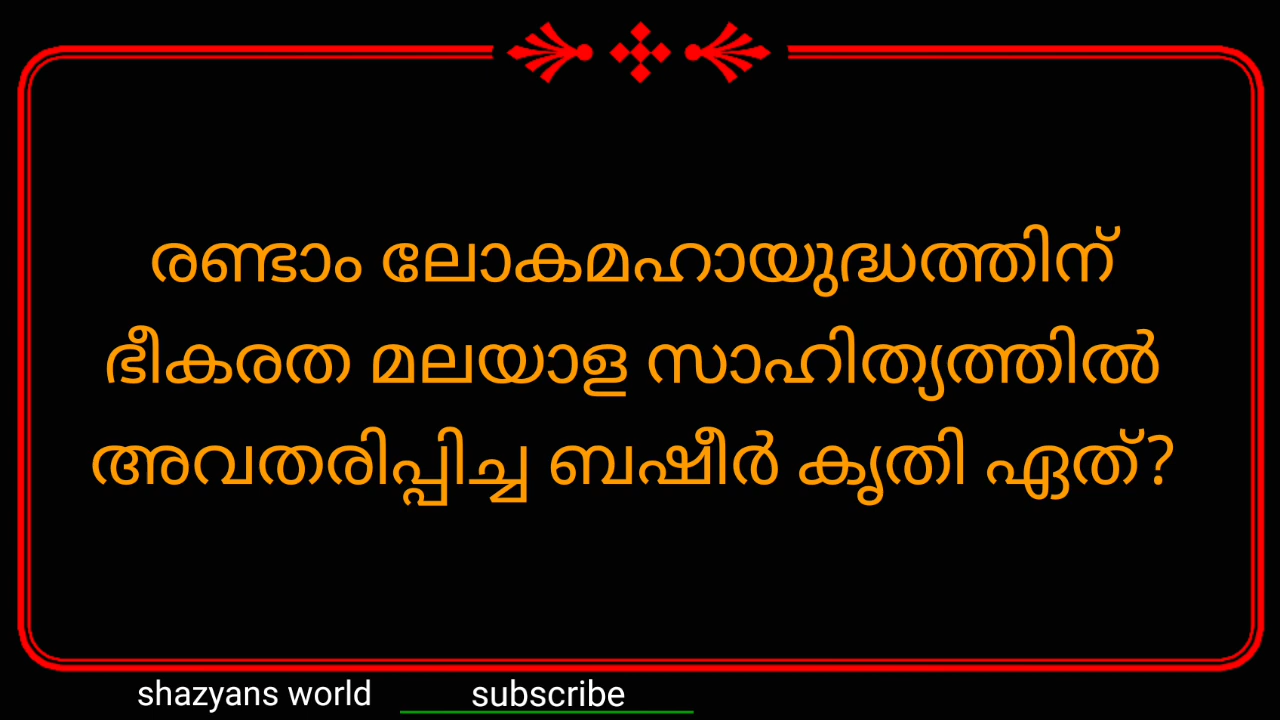 രണ്ടാം ലോകമഹായുദ്ധത്തിന്
ഭീകരത മലയാള സാഹിത്യത്തിൽ
അവതരിപ്പിച്ച ബഷീർ കൃതി ഏത്?
shazyans world subscribe